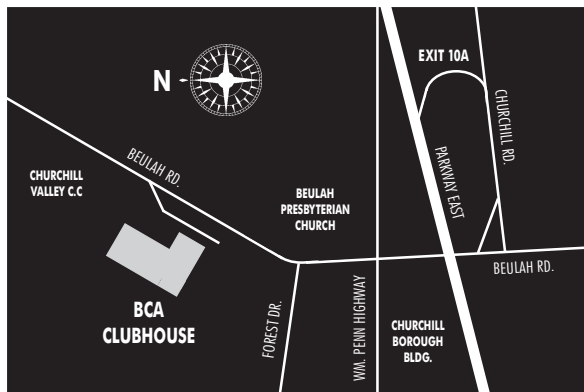 EXIT 10A
N
CHURCHILL RD.
BEULAH RD.
PARKWAY EAST
CHURCHILL
VALLEY C.C
BEULAH
PRESBYTERIAN
CHURCH
BEULAH RD.
BCA
CLUBHOUSE
FOREST DR.
WM. PENN HIGHWAY
CHURCHILL
BOROUGH
BLDG.